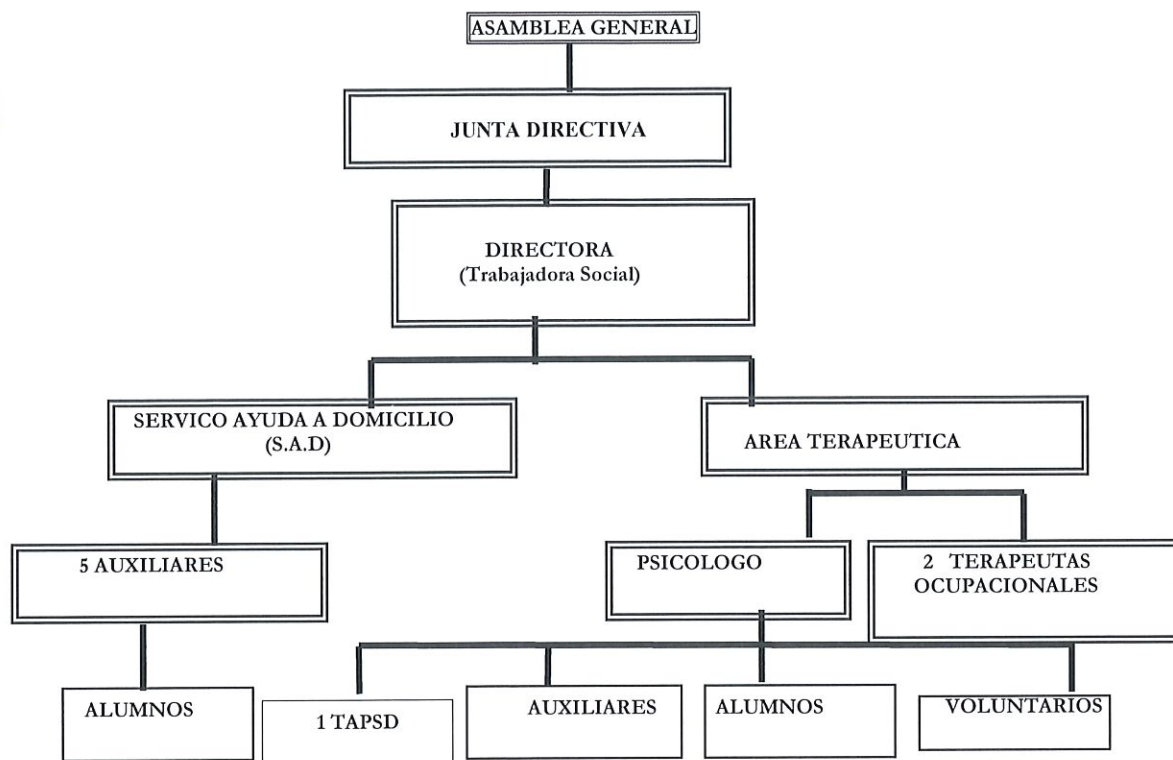 ASAMBLEA GENERAL
JUNTA DIRECTIVA
DIRECTORA
(Trabajadora Social)
SERVICO AYUDA A DOMICILIO
(S.A.D)
AREA TERAPEUTICA
5 AUXILIARES
PSICOLOGO
2 TERAPEUTAS
OCUPACIONALES
ALUMNOS
1 TAPSD
AUXILIARES
ALUMNOS
VOLUNTARIOS